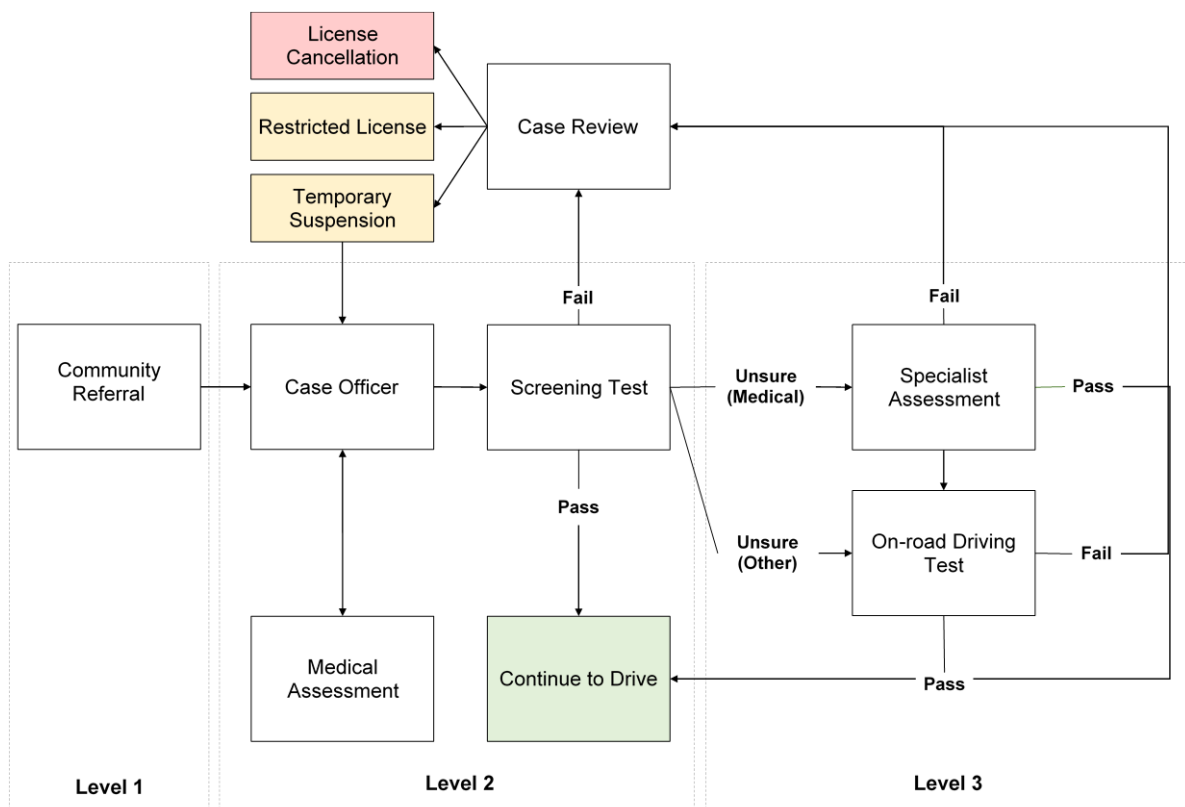 License
Cancellation
Restricted License
Case Review
Temporary
Suspension
Fail
Fail
Community
Referral
Case Officer
Screening Test
Unsure
(Medical)
Specialist
Assessment
Pass
Pass
Unsure
(Other)
On-road Driving
Test
Fail
Medical
Assessment
Continue to Drive
Pass
Level 1
Level 2
Level 3